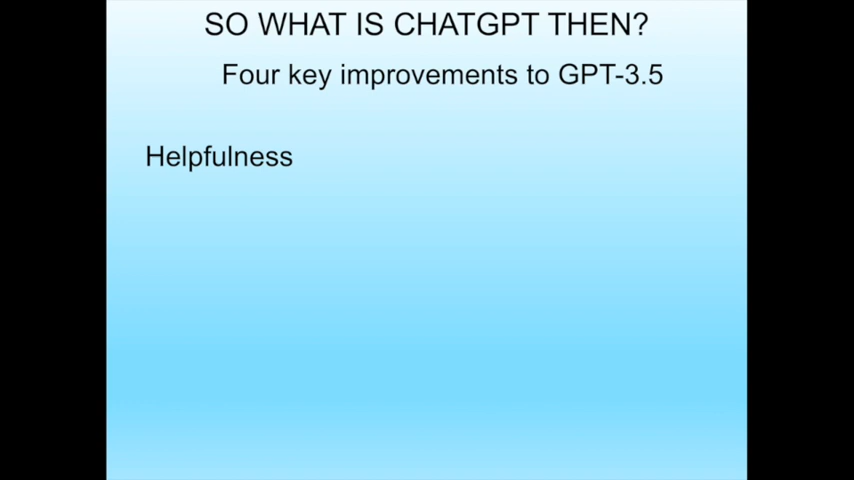 SO WHAT IS CHATGPT THEN?
Four key improvements to GPT-3.5
Helpfulness